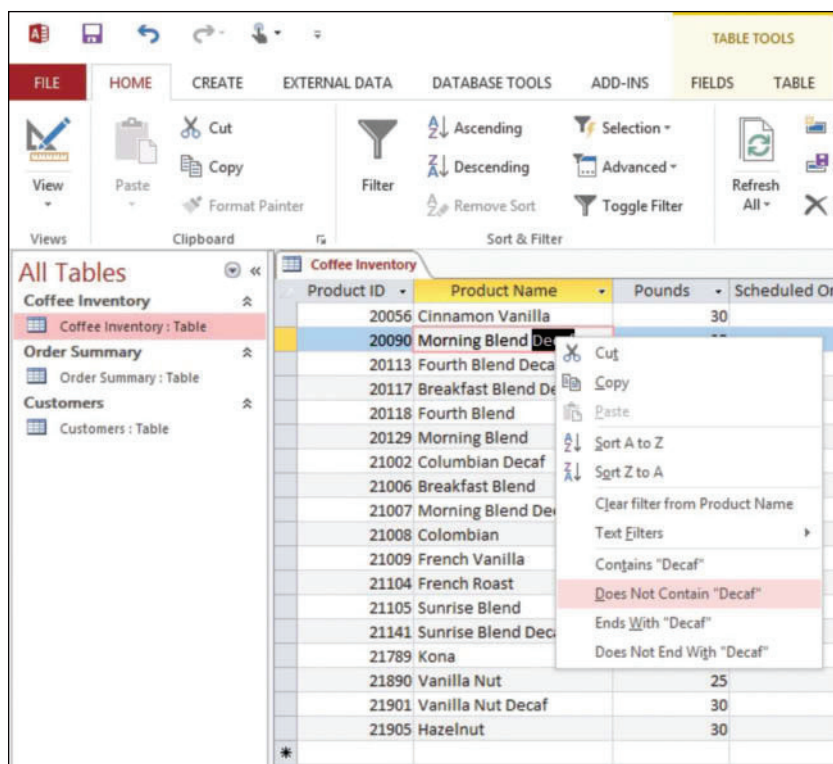 TABLE TOOLS
FILE HOME CREATE EXTERNAL DATA DATABASE TOOLS ADD-INS FIELDS TABLE
View
Paste
Cut
Copy
Format Painter
Filter
Ascending
Descending
Remove Sort
Selection
Advanced
Toggle Filter
Refresh
All
Views Clipboard Sort & Filter
All Tables
Coffee Inventory
Coffee Inventory : Table
Order Summary
Order Summary : Table
Customers
Customers : Table
Coffee Inventory
Product ID Product Name Pounds Scheduled Or
20056 Cinnamon Vanilla 30
20090 Morning Blend
20113 Fourth Blend Deca
20117 Breakfast Blend De
20118 Fourth Blend
20129 Morning Blend
21002 Columbian Decaf
21006 Breakfast Blend
21007 Morning Blend De
21008 Colombian
21009 French Vanilla
21104 French Roast
21105 Sunrise Blend
21141 Sunrise Blend Deca
21789 Kona
21890 Vanilla Nut 25
21901 Vanilla Nut Decaf 30
21905 Hazelnut 30
Cut
Copy
Paste
Sort A to Z
Sort Z to A
Clear filter from Product Name
Text Filters
Contains "Decaf"
Does Not Contain "Decaf"
Ends With "Decaf"
Does Not End With "Decaf"